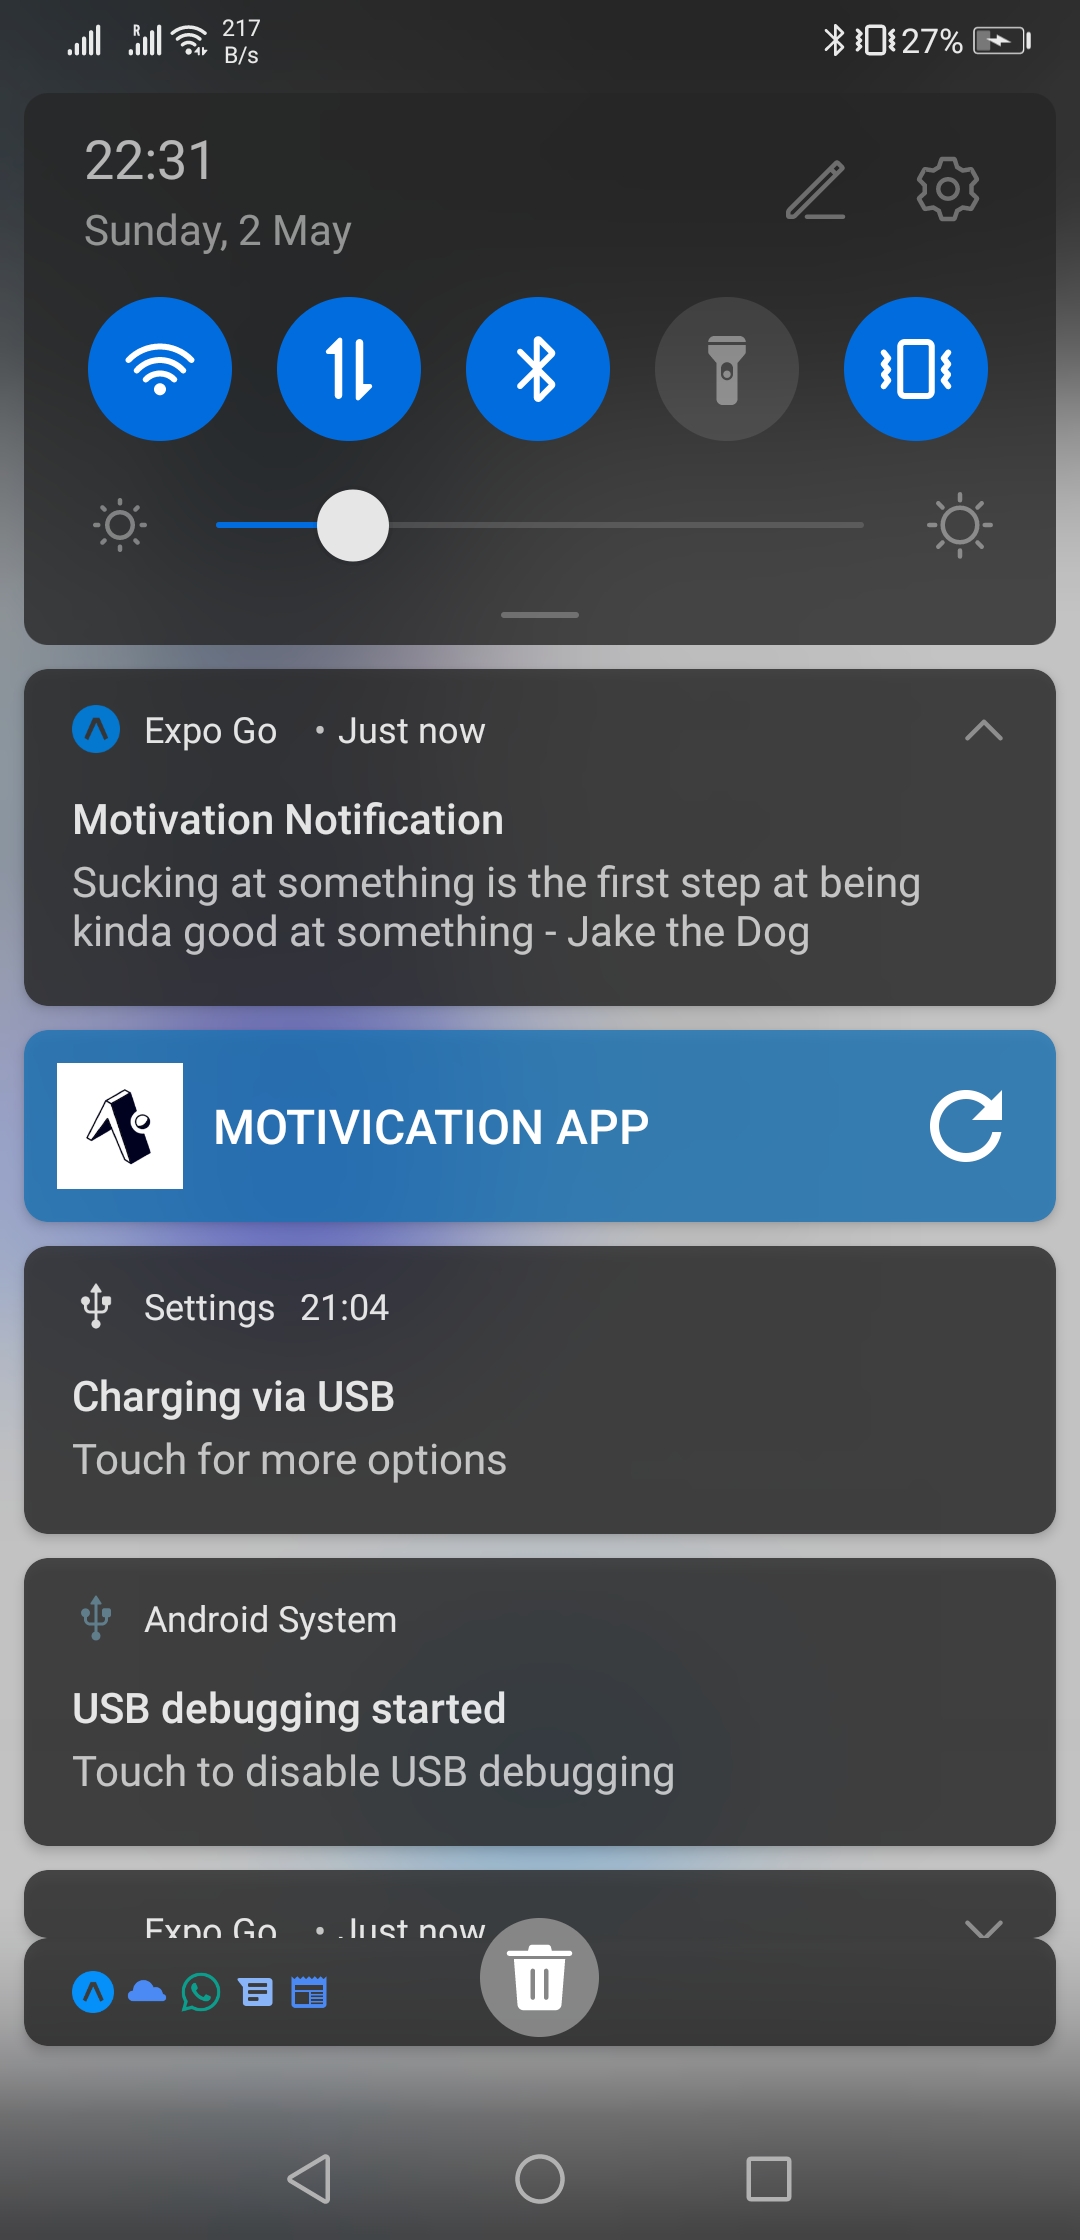 R
217
B/s
27%
22:31
Sunday, 2 May
Expo Go • Just now
Motivation Notification
Sucking at something is the first step at being
kinda good at something - Jake the Dog
MOTIVICATION APP
Settings 21:04
Charging via USB
Touch for more options
Android System
USB debugging started
Touch to disable USB debugging
Expo Go • Just now